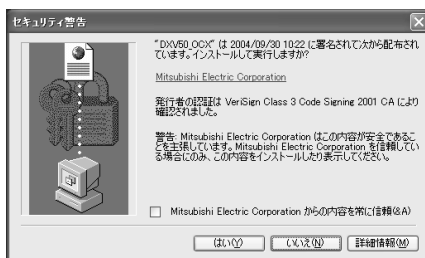 セキュリティ警告
"DXV50_OCX" は 2004/09/30 10:22 に署名されて次から配布され
ています。インストールして実行しますか?
Mitsubishi Electric Corporation
発行者の認証は VeriSign Class 3 Code Signing 2001 CA により
確認されました。
警告: Mitsubishi Electric Corporation はこの内容が安全であるこ
とを主張しています。Mitsubishi Electric Corporation を信頼してい
る場合にのみ、この内容をインストールしたり表示してください。
Mitsubishi Electric Corporation からの内容を常に信頼(&A)
はい(Y)
いいえ(N)
詳細情報(M)